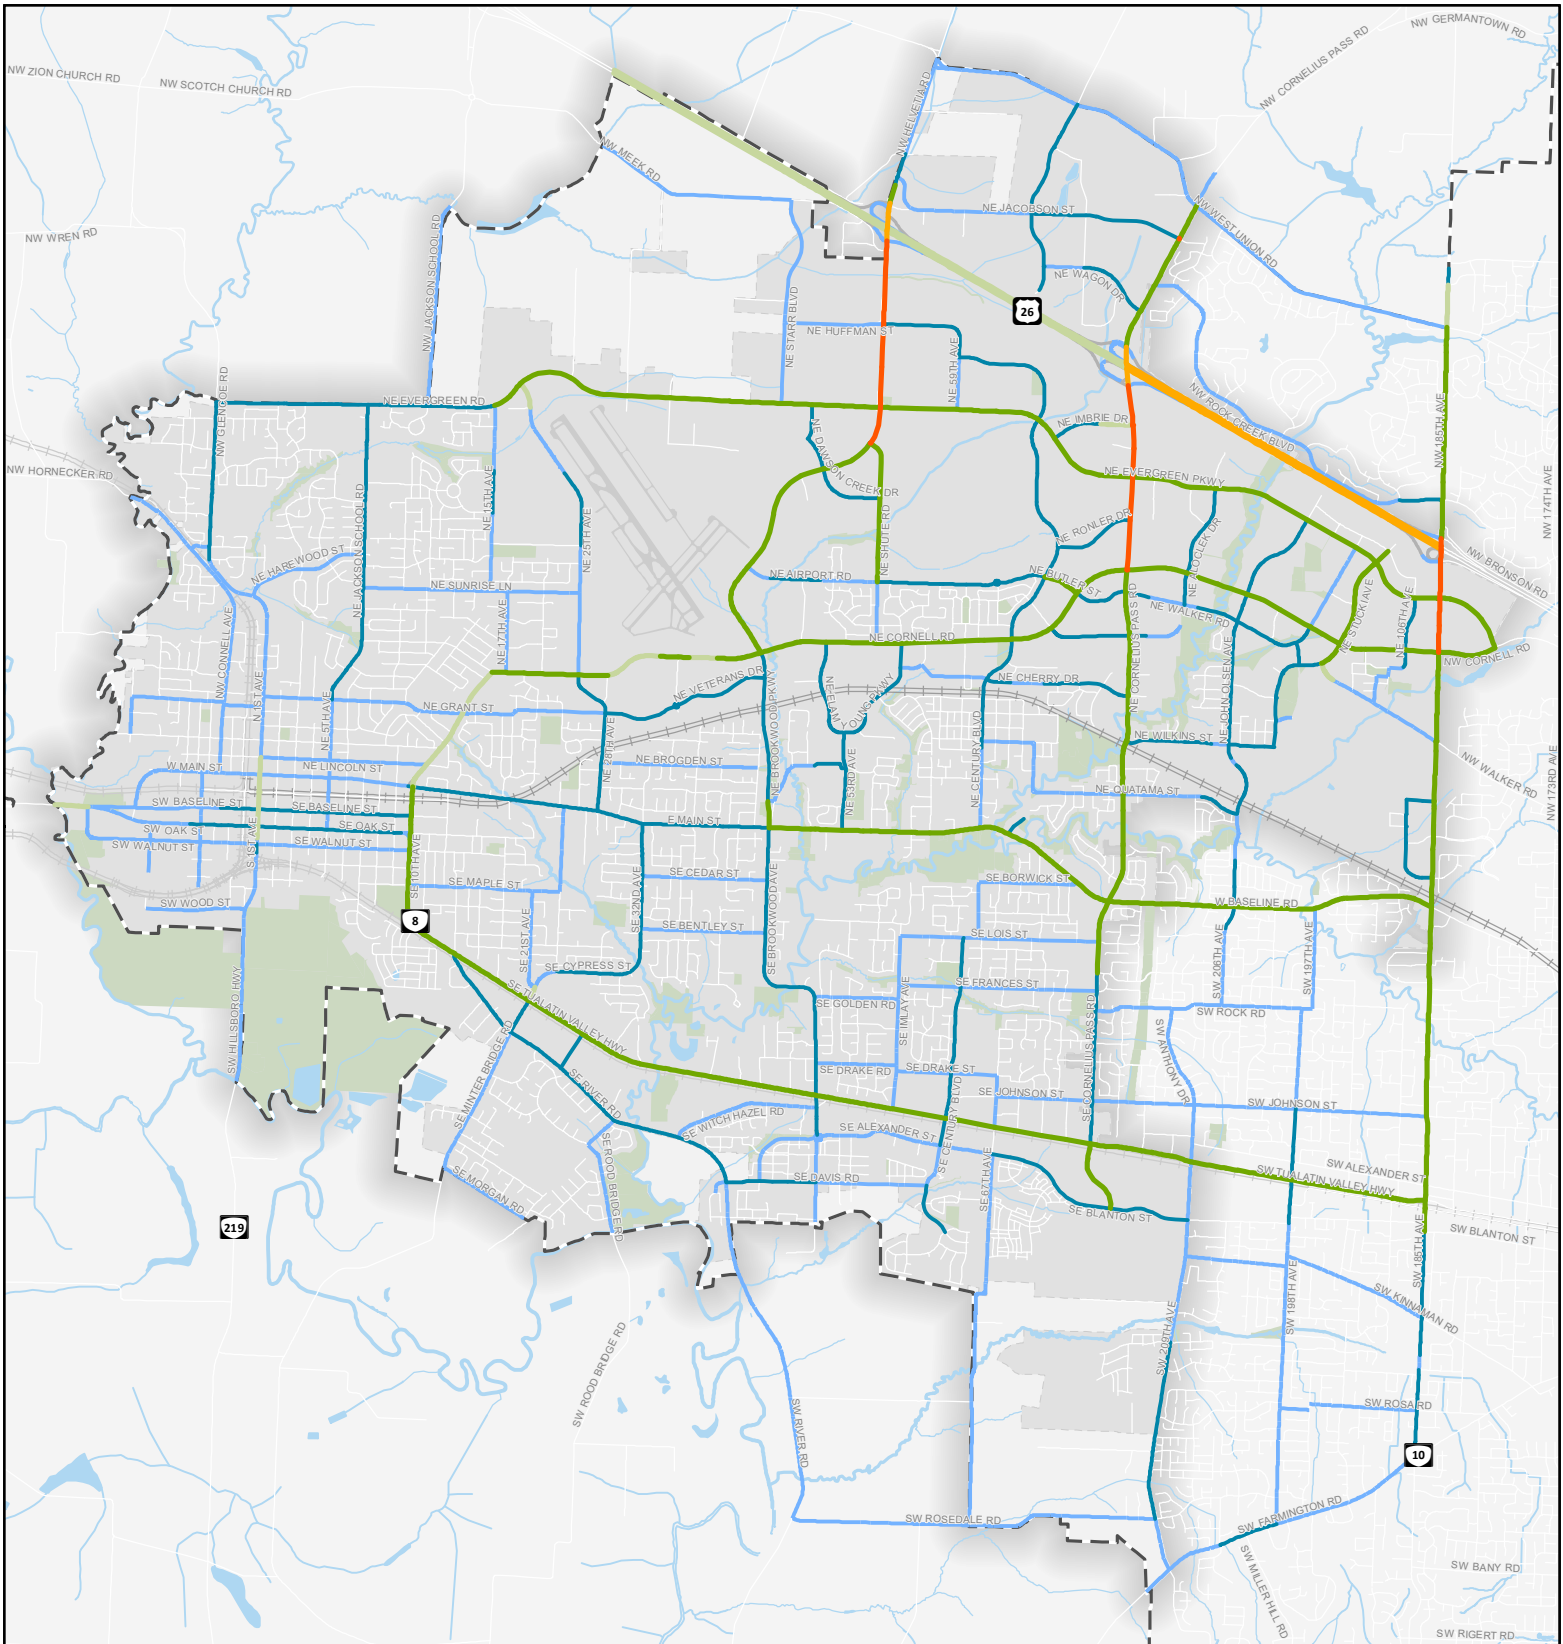 NW GERMANTOWN RD
NW CORNELIUS PASS RD
NW ZION CHURCH RD
NW SCOTCH CHURCH RD
NW HELVETIA RD
NW MEEK RD
NE JACOBSON ST
NW WEST UNION RD
NW WREN RD
NW JACKSON SCHOOL RD
NE WAGON DR
26
NE STARR BLVD
NE HUFFMAN ST
NE 59TH AVE
NW GLENCOE RD
NE EVERGREEN RD
NW ROCK CREEK BLVD
NW 185TH AVE
NE IMBRIE DR
NE DAWSON CREEK DR
NW HORNECKER RD
NE EVERGREEN PKWY
NE 15TH AVE
NE JACKSON SCHOOL RD
NE 25TH AVE
NE SHUTE RD
NE RONLER DR
NE ALOCLEK DR
NW 174TH AVE
NE HAREWOOD ST
NE SUNRISE LN
NE AIRPORT RD
NE BUTLER ST
NW BRONSON RD
NE CORNELIUS PASS RD
NE WALKER RD
NE STUCKI AVE
NE 106TH AVE
NW CONNELL AVE
NE 17TH AVE
NE CORNELL RD
NW CORNELL RD
N 1ST AVE
NE 5TH AVE
NE GRANT ST
NE VETERANS DR
NE CHERRY DR
NE ELAM YOUNG PKWY
NE JOHN OLSEN AVE
NE 28TH AVE
NE BROOKWOOD PKWY
NE CENTURY BLVD
NE WILKINS ST
W MAIN ST
NE LINCOLN ST
NE BROGDEN ST
NE 53RD AVE
NE QUATAMA ST
NW WALKER RD
NW 173RD AVE
SW BASELINE ST
SE BASELINE ST
SW OAK ST
SE OAK ST
E MAIN ST
SW WALNUT ST
S 1ST AVE
SE WALNUT ST
SE 10TH AVE
SE MAPLE ST
SE CEDAR ST
SE BORWICK ST
SW WOOD ST
8
SE 21ST AVE
SE 32ND AVE
SE BENTLEY ST
SE BROOKWOOD AVE
SE LOIS ST
W BASELINE RD
SW 206TH AVE
SW 197TH AVE
SE CYPRESS ST
SE FRANCES ST
SE GOLDEN RD
SE IMLAY AVE
SW HILLSBORO HWY
SE TUALATIN VALLEY HWY
SW ROCK RD
SE CORNELIUS PASS RD
SW ANTHONY DR
SE MINTER BRIDGE RD
SE RIVER RD
SE DRAKE RD
SE DRAKE ST
SE JOHNSON ST
SW JOHNSON ST
SE WITCH HAZEL RD
SE ALEXANDER ST
SE CENTURY BLVD
SE ROOD BRIDGE RD
SE MORGAN RD
SE DAVIS RD
SE 67TH AVE
SW ALEXANDER ST
SW TUALATIN VALLEY HWY
SE BLANTON ST
SW BLANTON ST
219
SW 185TH AVE
SW 198TH AVE
SW KINNAMAN RD
SW 209TH AVE
SW ROOD BRIDGE RD
SW RIVER RD
SW ROSA RD
10
SW ROSEDALE RD
SW FARMINGTON RD
SW MILLER HILL RD
SW BANY RD
SW RIGERT RD